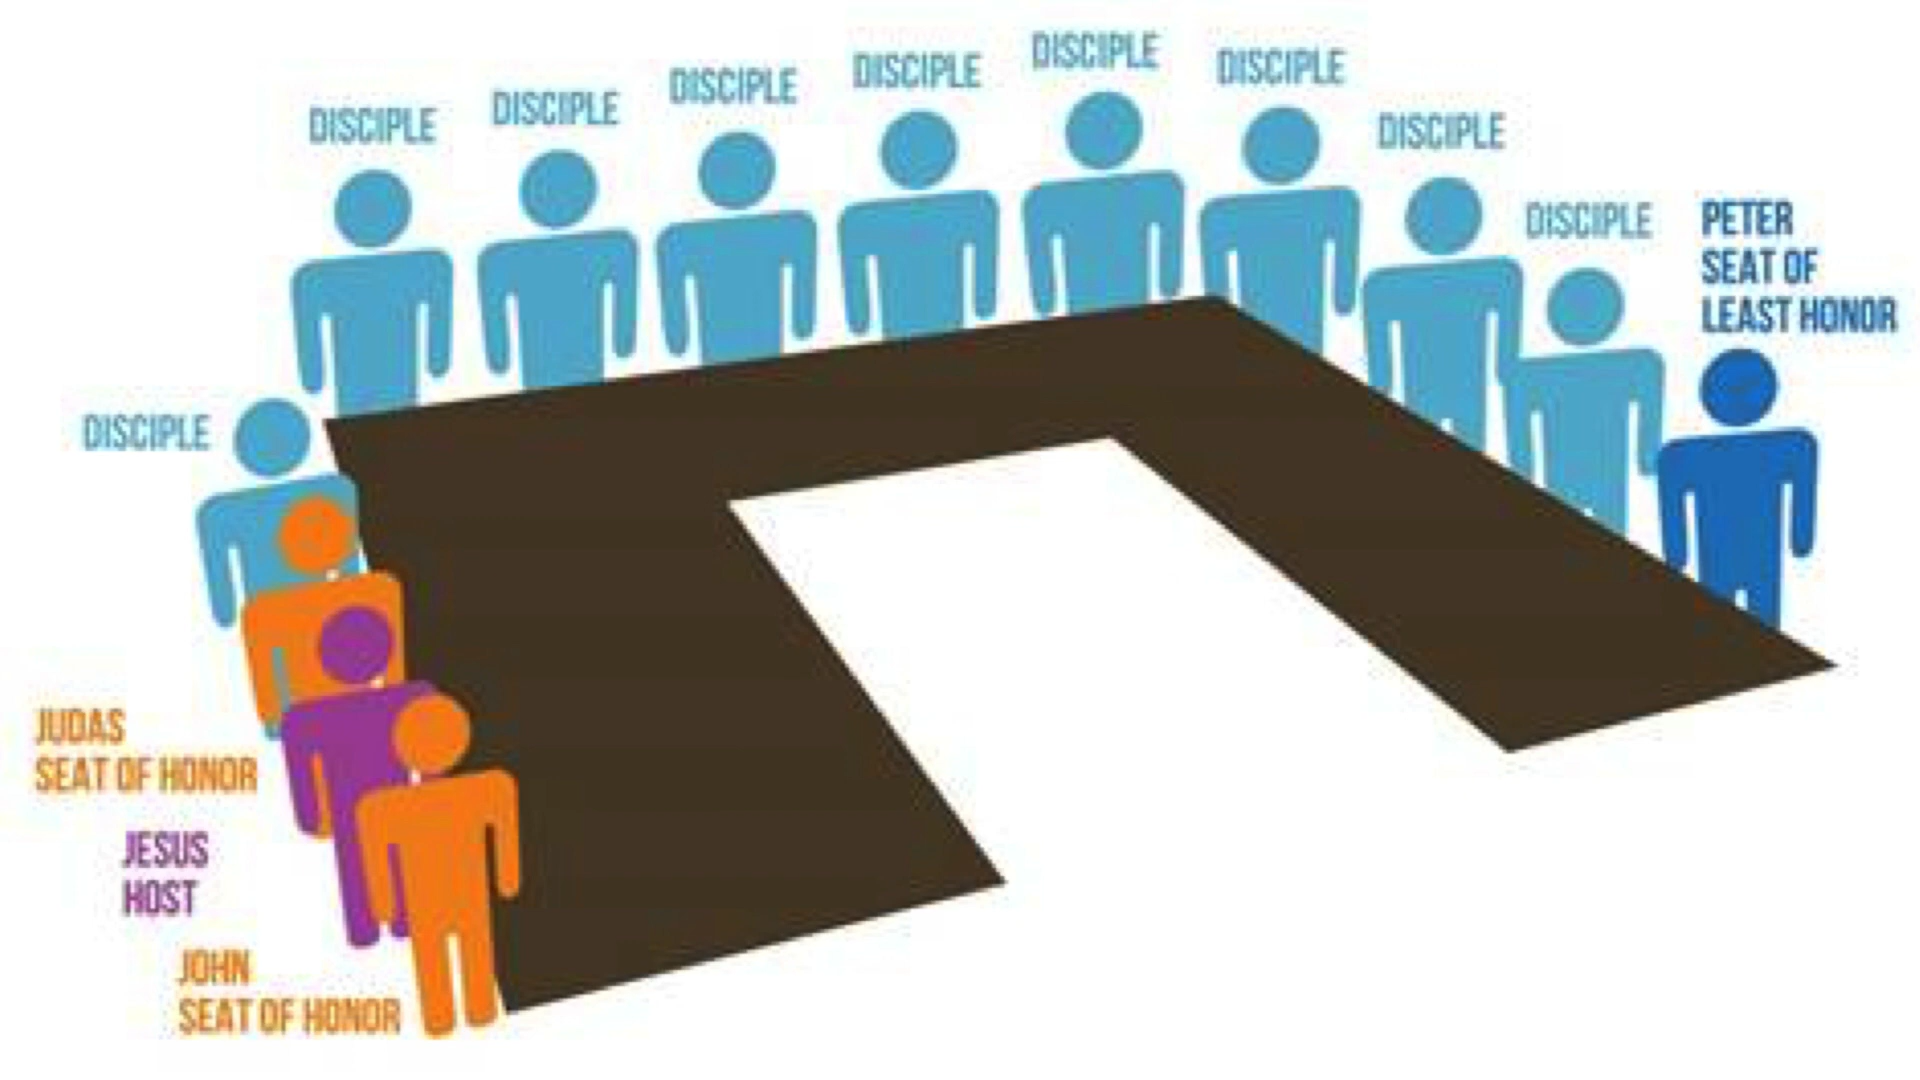 DISCIPLE
DISCIPLE
DISCIPLE
DISCIPLE
DISCIPLE
DISCIPLE
DISCIPLE
DISCIPLE
PETER
SEAT OF
LEAST HONOR
DISCIPLE
JUDAS
SEAT OF HONOR
JESUS
HOST
JOHN
SEAT OF HONOR